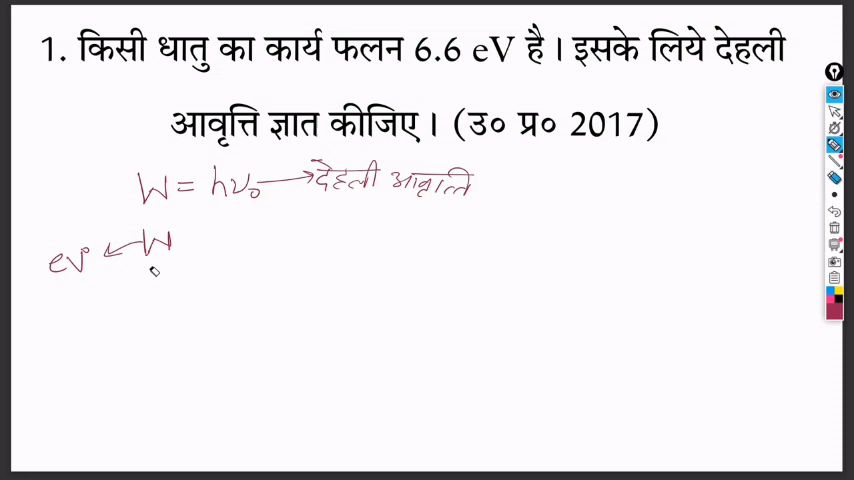 1. किसी धातु का कार्य फलन 6.6 eV है। इसके लिये देहली
आवृत्ति ज्ञात कीजिए। (उ० प्र० 2017)
W = hν₀ → देहली आवृत्ति
eV ← W